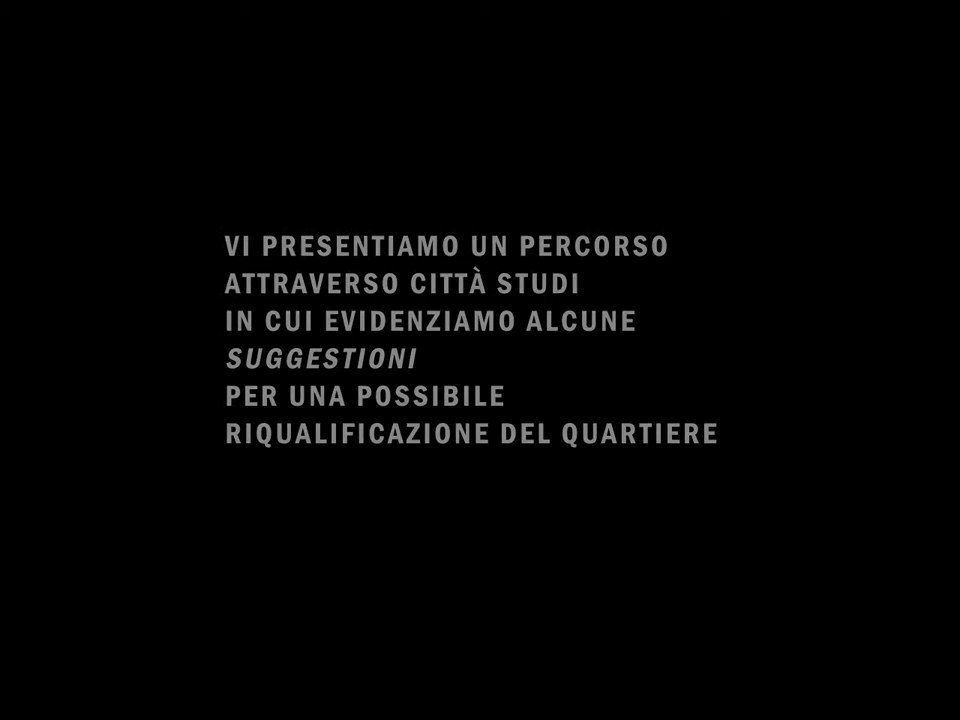 VI PRESENTIAMO UN PERCORSO
ATTRAVERSO CITTÀ STUDI
IN CUI EVIDENZIAMO ALCUNE
SUGGESTIONI
PER UNA POSSIBILE
RIQUALIFICAZIONE DEL QUARTIERE